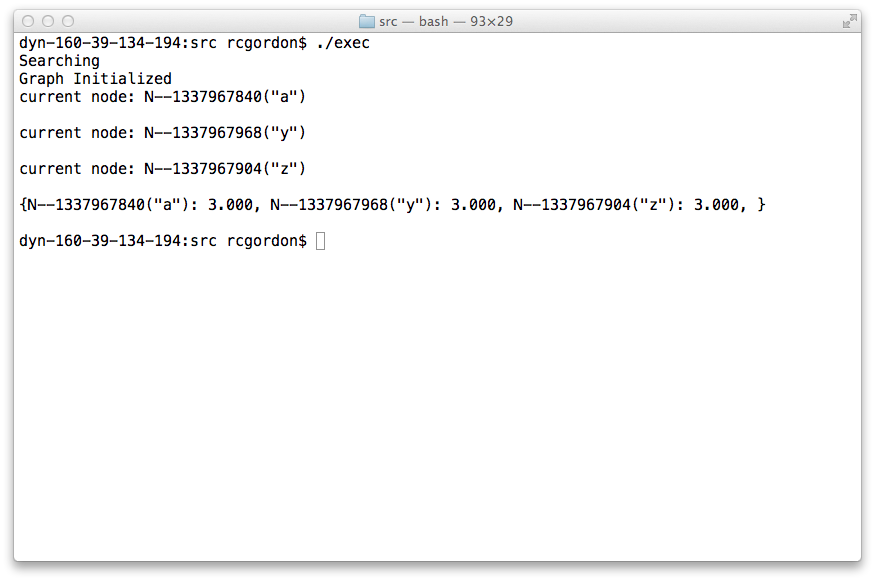 src — bash — 93×29
dyn-160-39-134-194:src rcgordon$ ./exec
Searching
Graph Initialized
current node: N--1337967840("a")
current node: N--1337967968("y")
current node: N--1337967904("z")
{N--1337967840("a"): 3.000, N--1337967968("y"): 3.000, N--1337967904("z"): 3.000, }
dyn-160-39-134-194:src rcgordon$